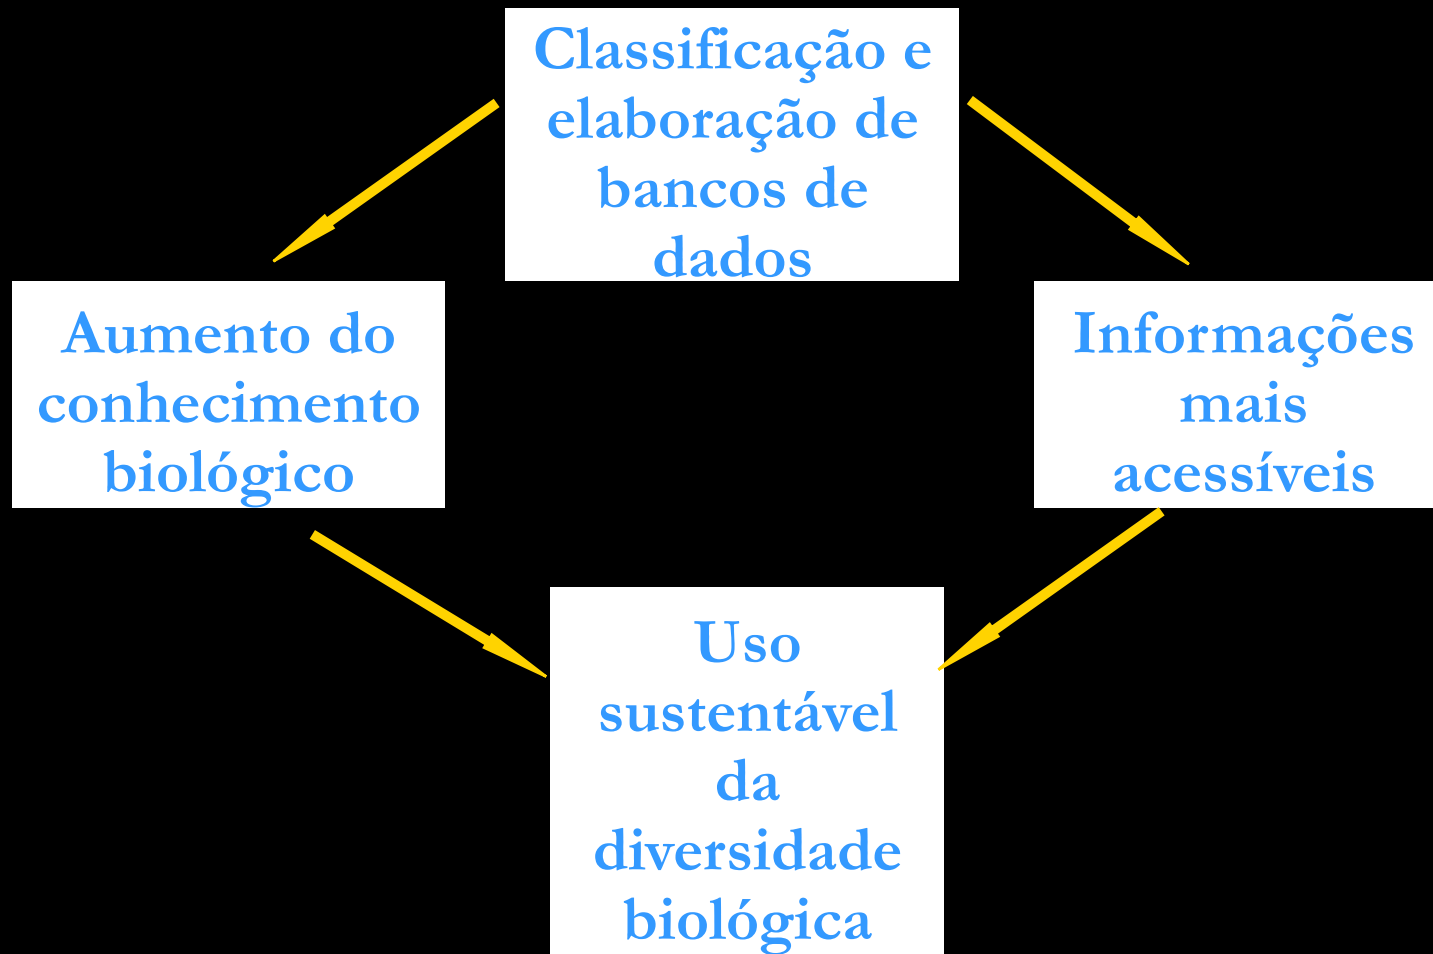 Classificação e
elaboração de
bancos de
dados
Aumento do
conhecimento
biológico
Informações
mais
acessíveis
Uso
sustentável
da
diversidade
biológica